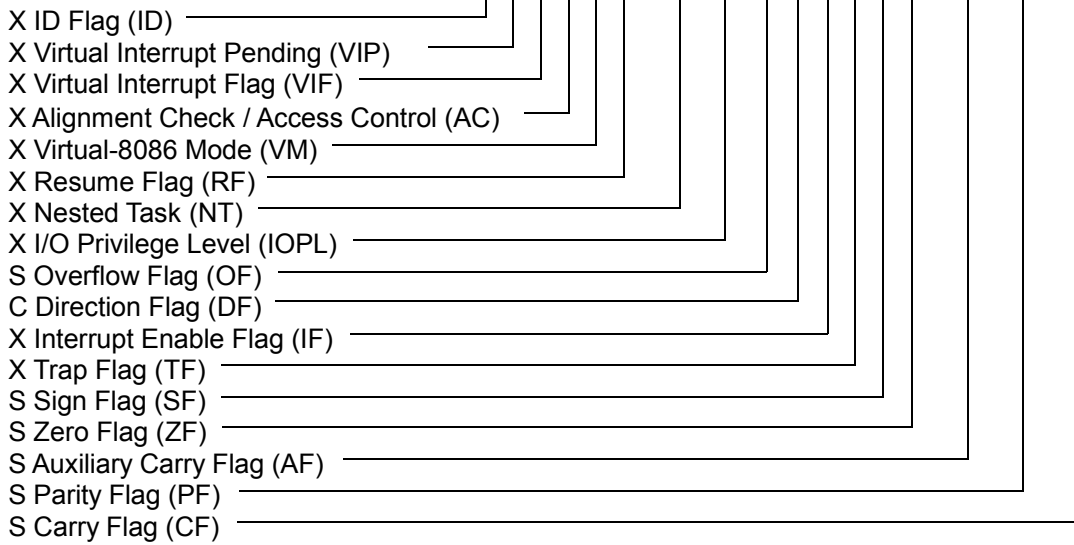 X ID Flag (ID)
X Virtual Interrupt Pending (VIP)
X Virtual Interrupt Flag (VIF)
X Alignment Check / Access Control (AC)
X Virtual-8086 Mode (VM)
X Resume Flag (RF)
X Nested Task (NT)
X I/O Privilege Level (IOPL)
S Overflow Flag (OF)
C Direction Flag (DF)
X Interrupt Enable Flag (IF)
X Trap Flag (TF)
S Sign Flag (SF)
S Zero Flag (ZF)
S Auxiliary Carry Flag (AF)
S Parity Flag (PF)
S Carry Flag (CF)